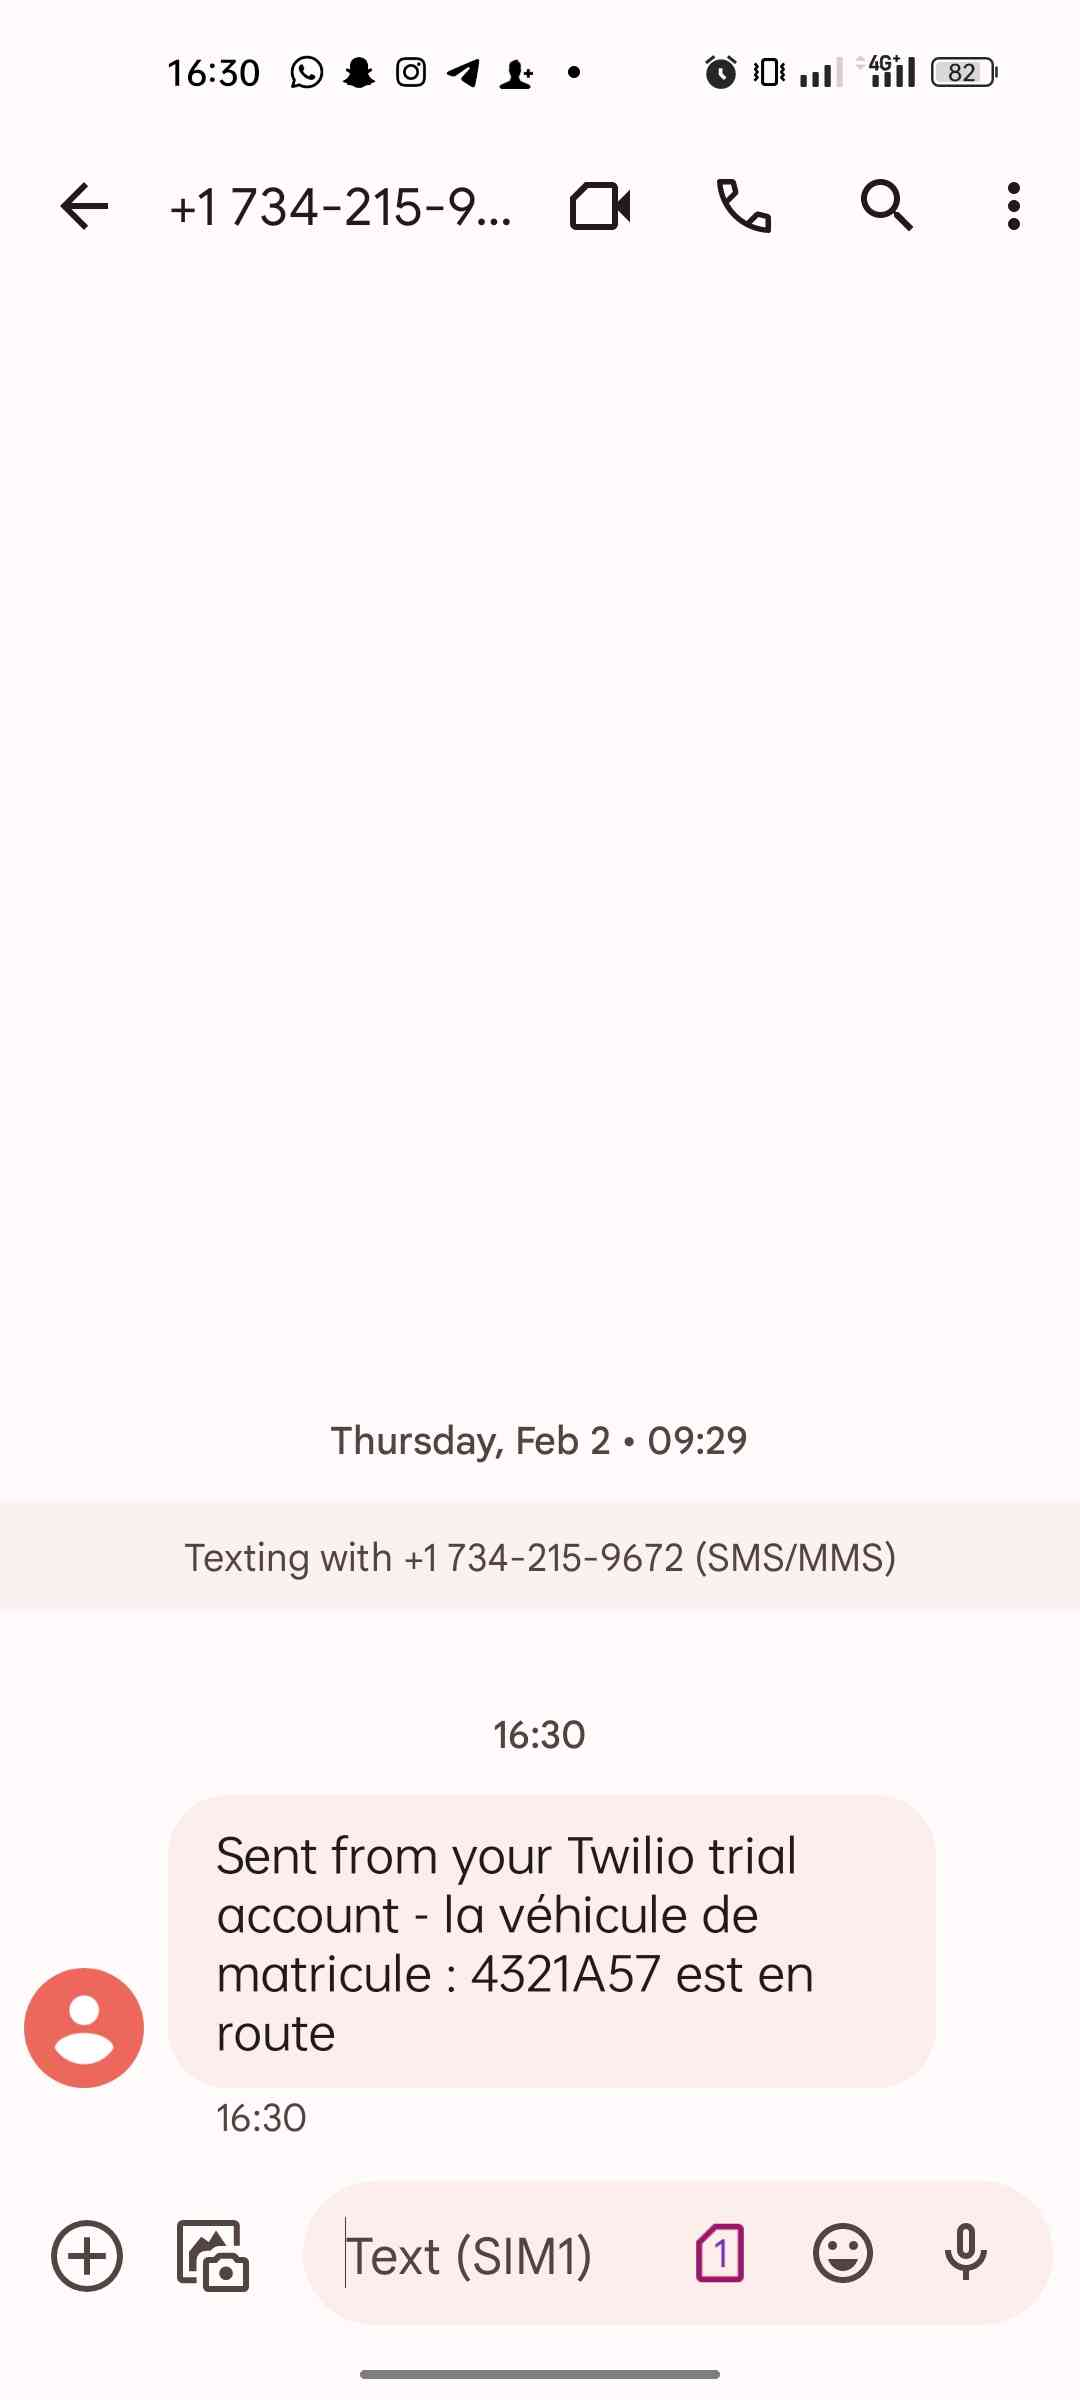 16:30
4G+
82
+1 734-215-9...
Thursday, Feb 2 • 09:29
Texting with +1 734-215-9672 (SMS/MMS)
16:30
Sent from your Twilio trial
account - la véhicule de
matricule : 4321A57 est en
route
16:30
Text (SIM1)
1